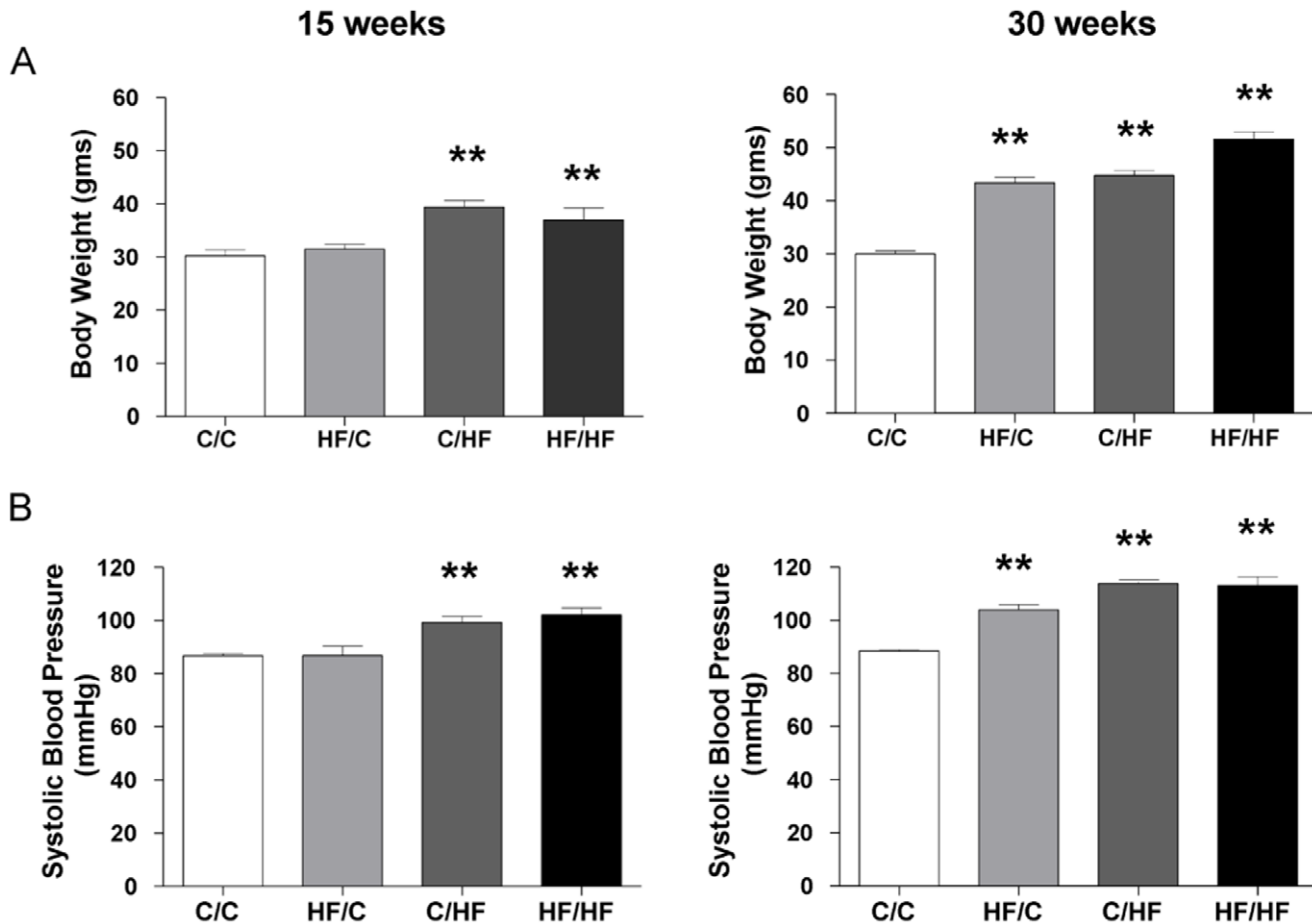 15 weeks
30 weeks
A
Body Weight (gms)
60
50
40
30
20
10
0
** **
C/C HF/C C/HF HF/HF
Body Weight (gms)
60
50
40
30
20
10
0
** ** **
C/C HF/C C/HF HF/HF
B
Systolic Blood Pressure
(mmHg)
120
100
80
60
40
20
0
** **
C/C HF/C C/HF HF/HF
Systolic Blood Pressure
(mmHg)
120
100
80
60
40
20
0
** ** **
C/C HF/C C/HF HF/HF